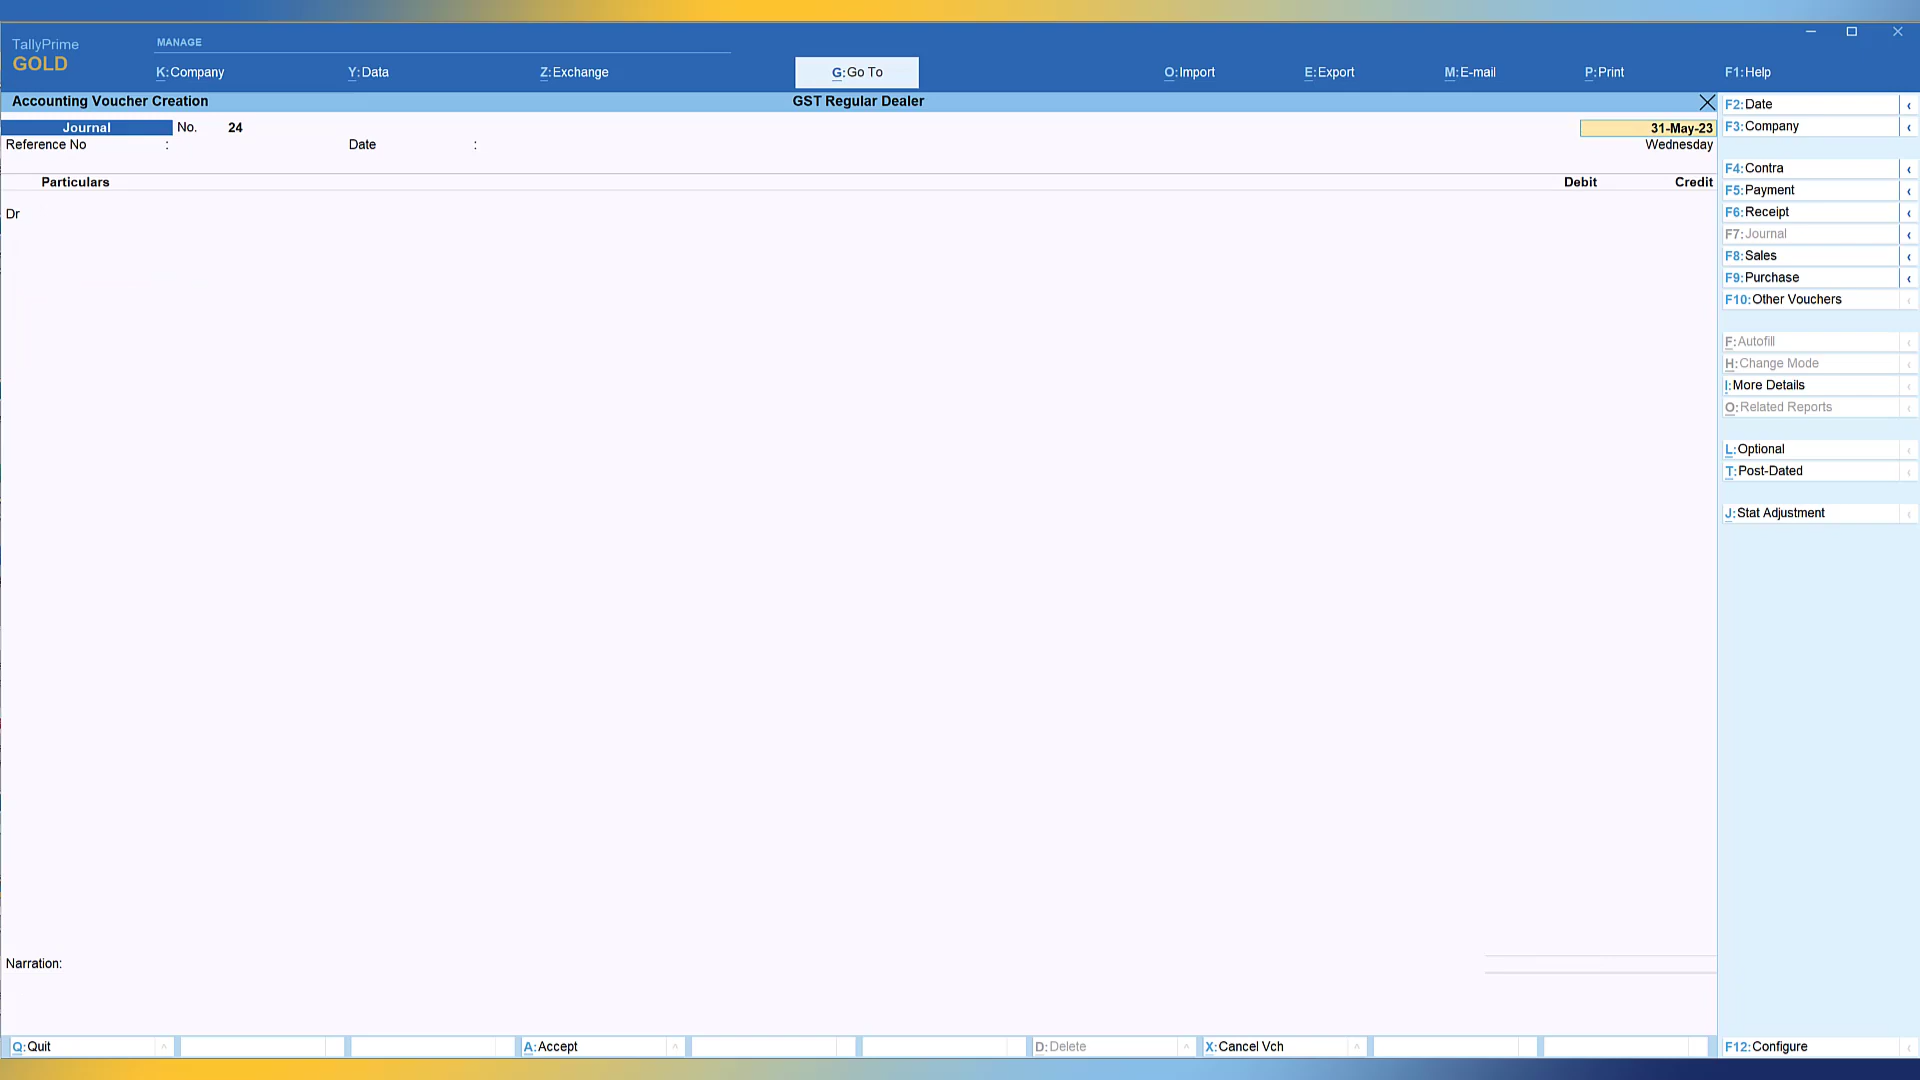 TallyPrime
GOLD
MANAGE
K:Company
Y:Data
Z:Exchange
G:Go To
O:Import
E:Export
M:E-mail
P:Print
F1:Help
Accounting Voucher Creation
GST Regular Dealer
Journal No. 24
31-May-23
Reference No :
Date :
Wednesday
Particulars
Debit
Credit
Dr
Narration:
F2:Date
F3:Company
F4:Contra
F5:Payment
F6:Receipt
F7:Journal
F8:Sales
F9:Purchase
F10:Other Vouchers
F:Autofill
H:Change Mode
I:More Details
O:Related Reports
L:Optional
T:Post-Dated
J:Stat Adjustment
Q:Quit
A:Accept
D:Delete
X:Cancel Vch
F12:Configure